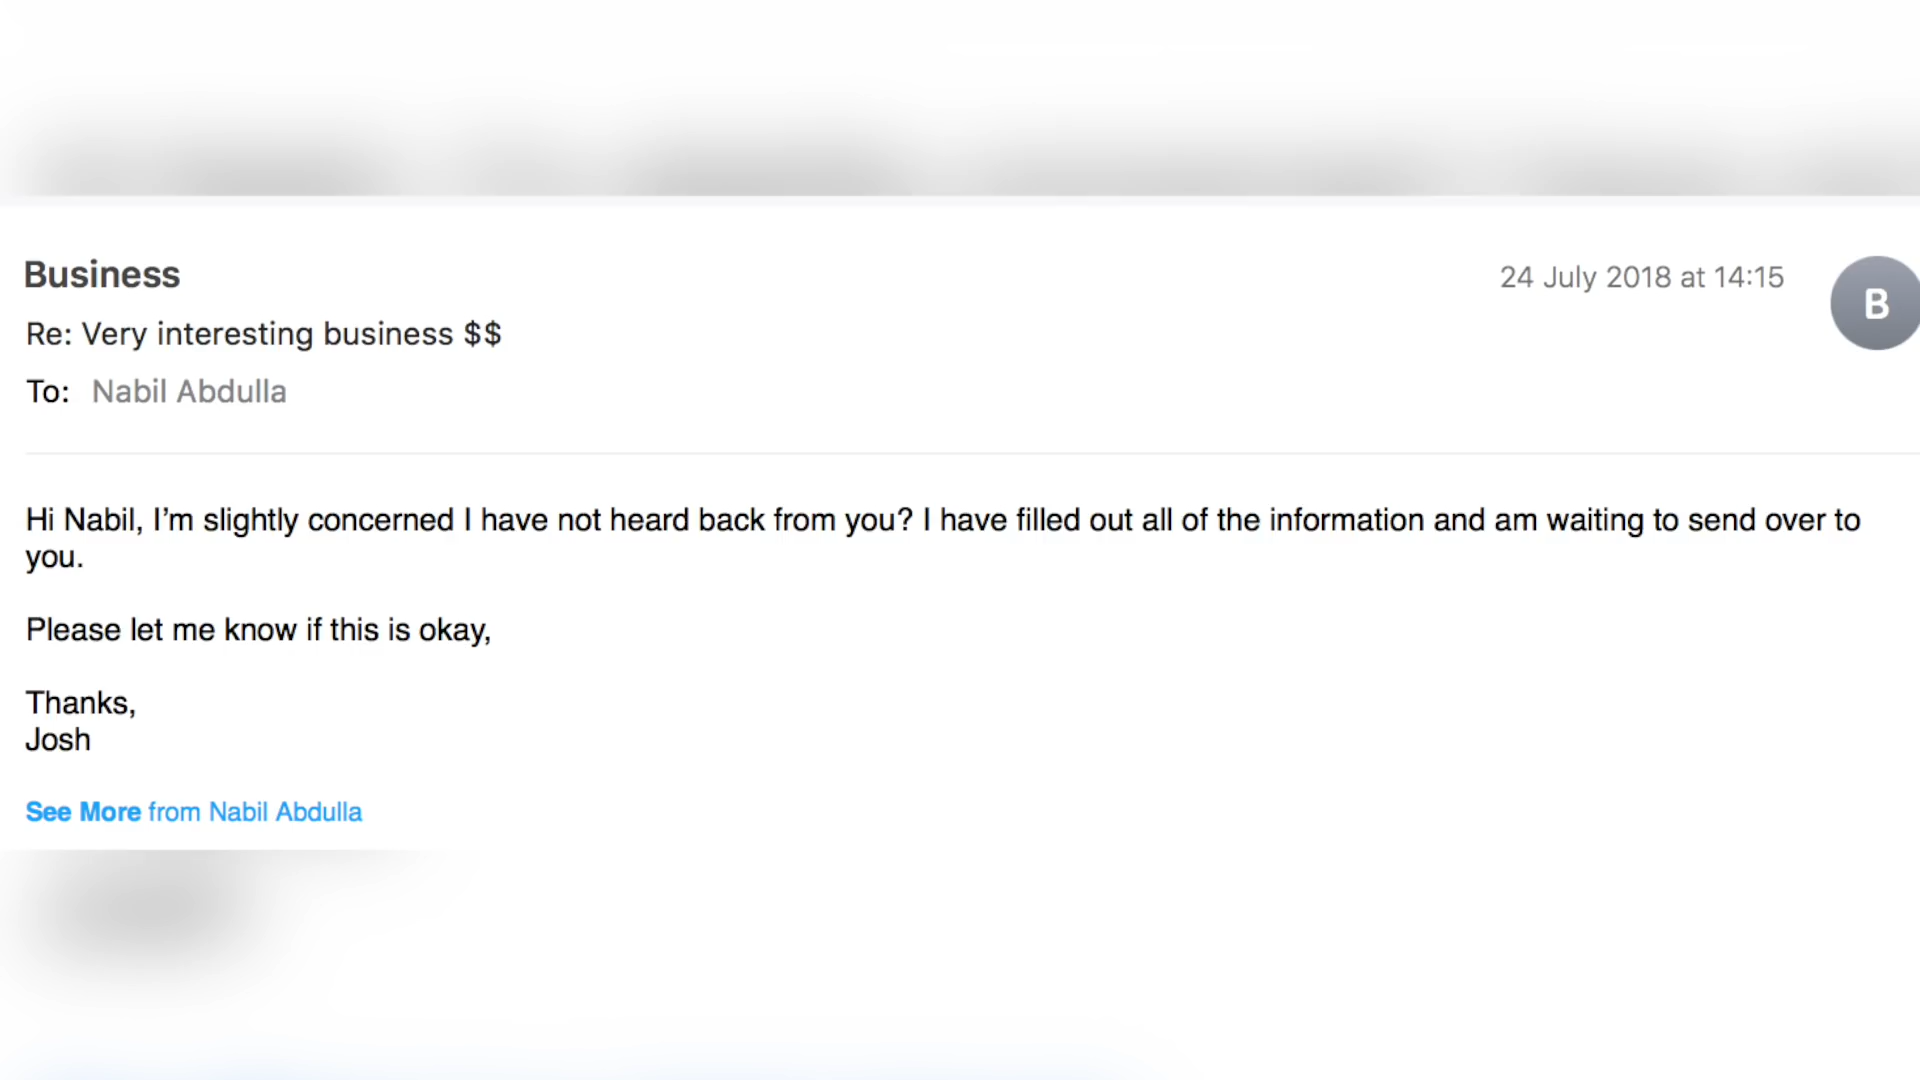 Business
24 July 2018 at 14:15
B
Re: Very interesting business $$
To: Nabil Abdulla
Hi Nabil, I’m slightly concerned I have not heard back from you? I have filled out all of the information and am waiting to send over to
you.
Please let me know if this is okay,
Thanks,
Josh
See More from Nabil Abdulla